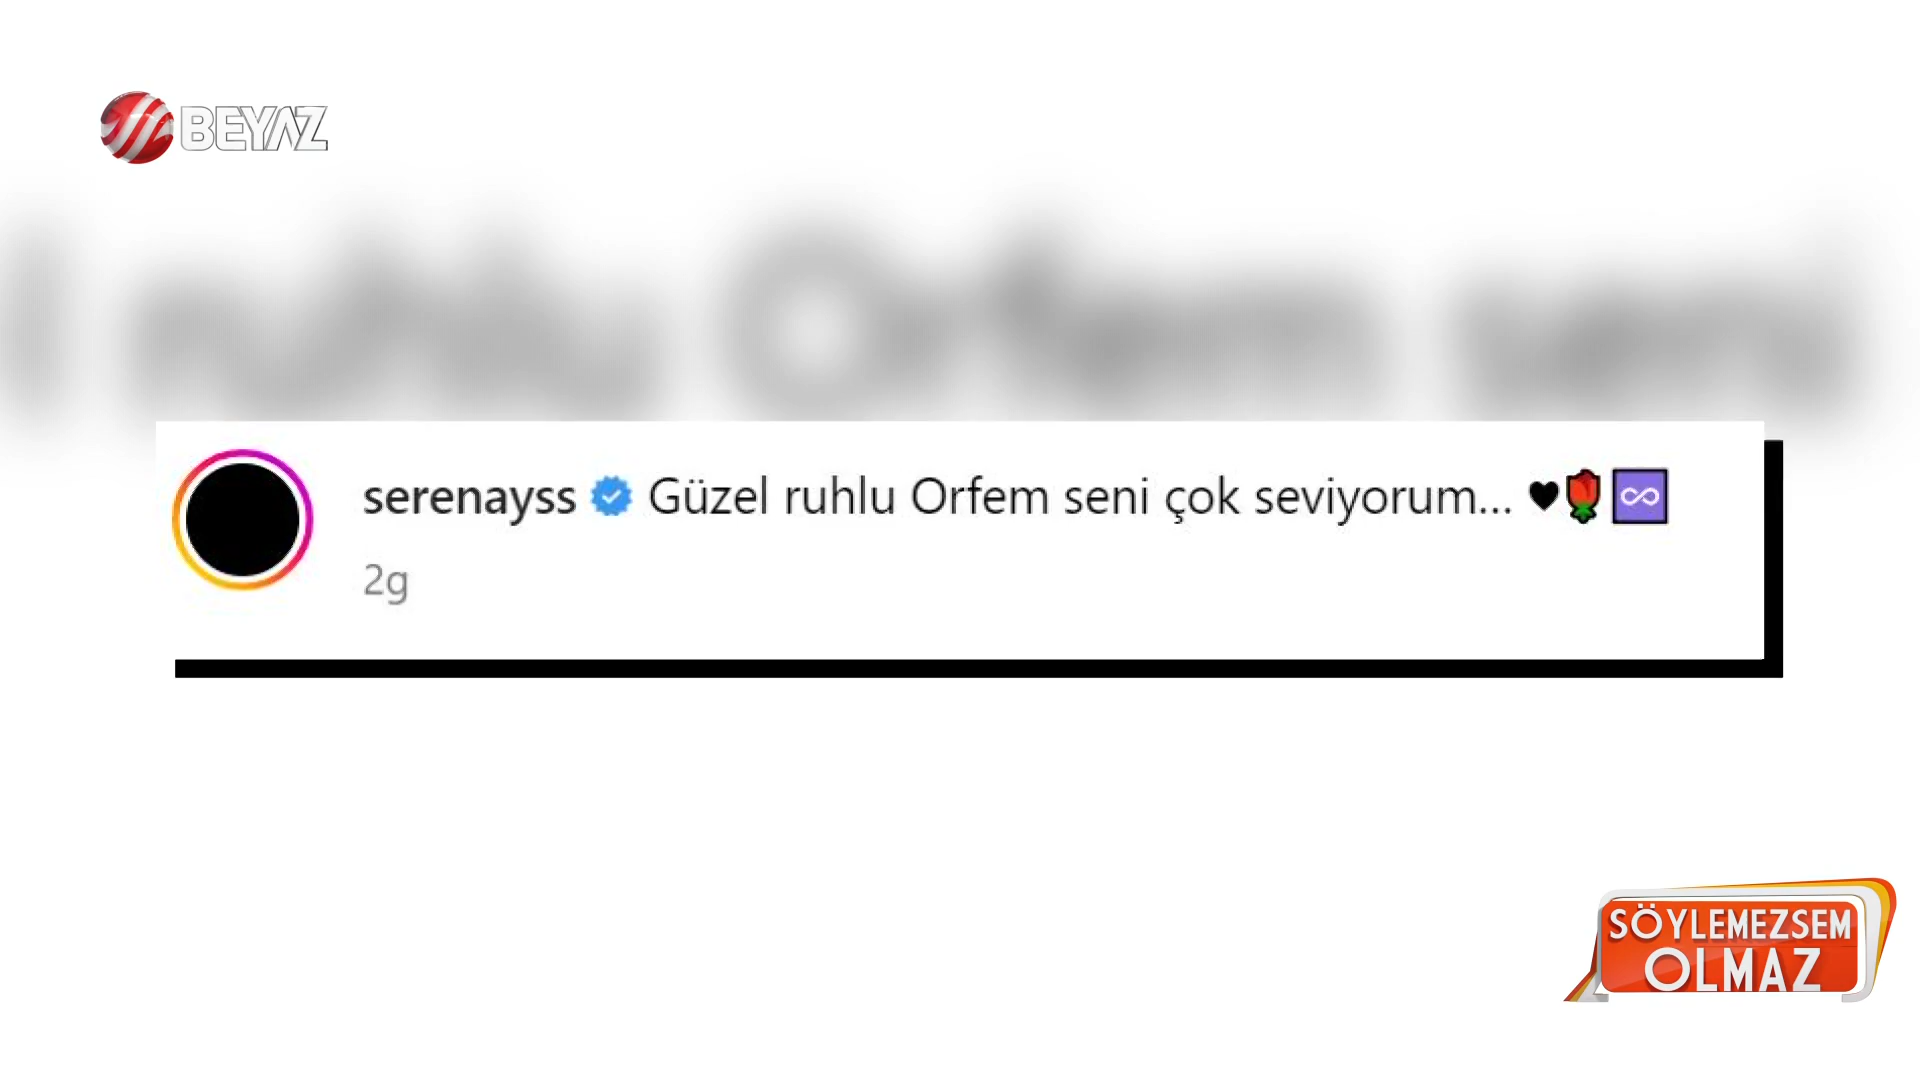 BEYAZ
serenayss Güzel ruhlu Orfem seni çok seviyorum... 🖤🌹♾️
2g
SÖYLEMEZSEM
OLMAZ